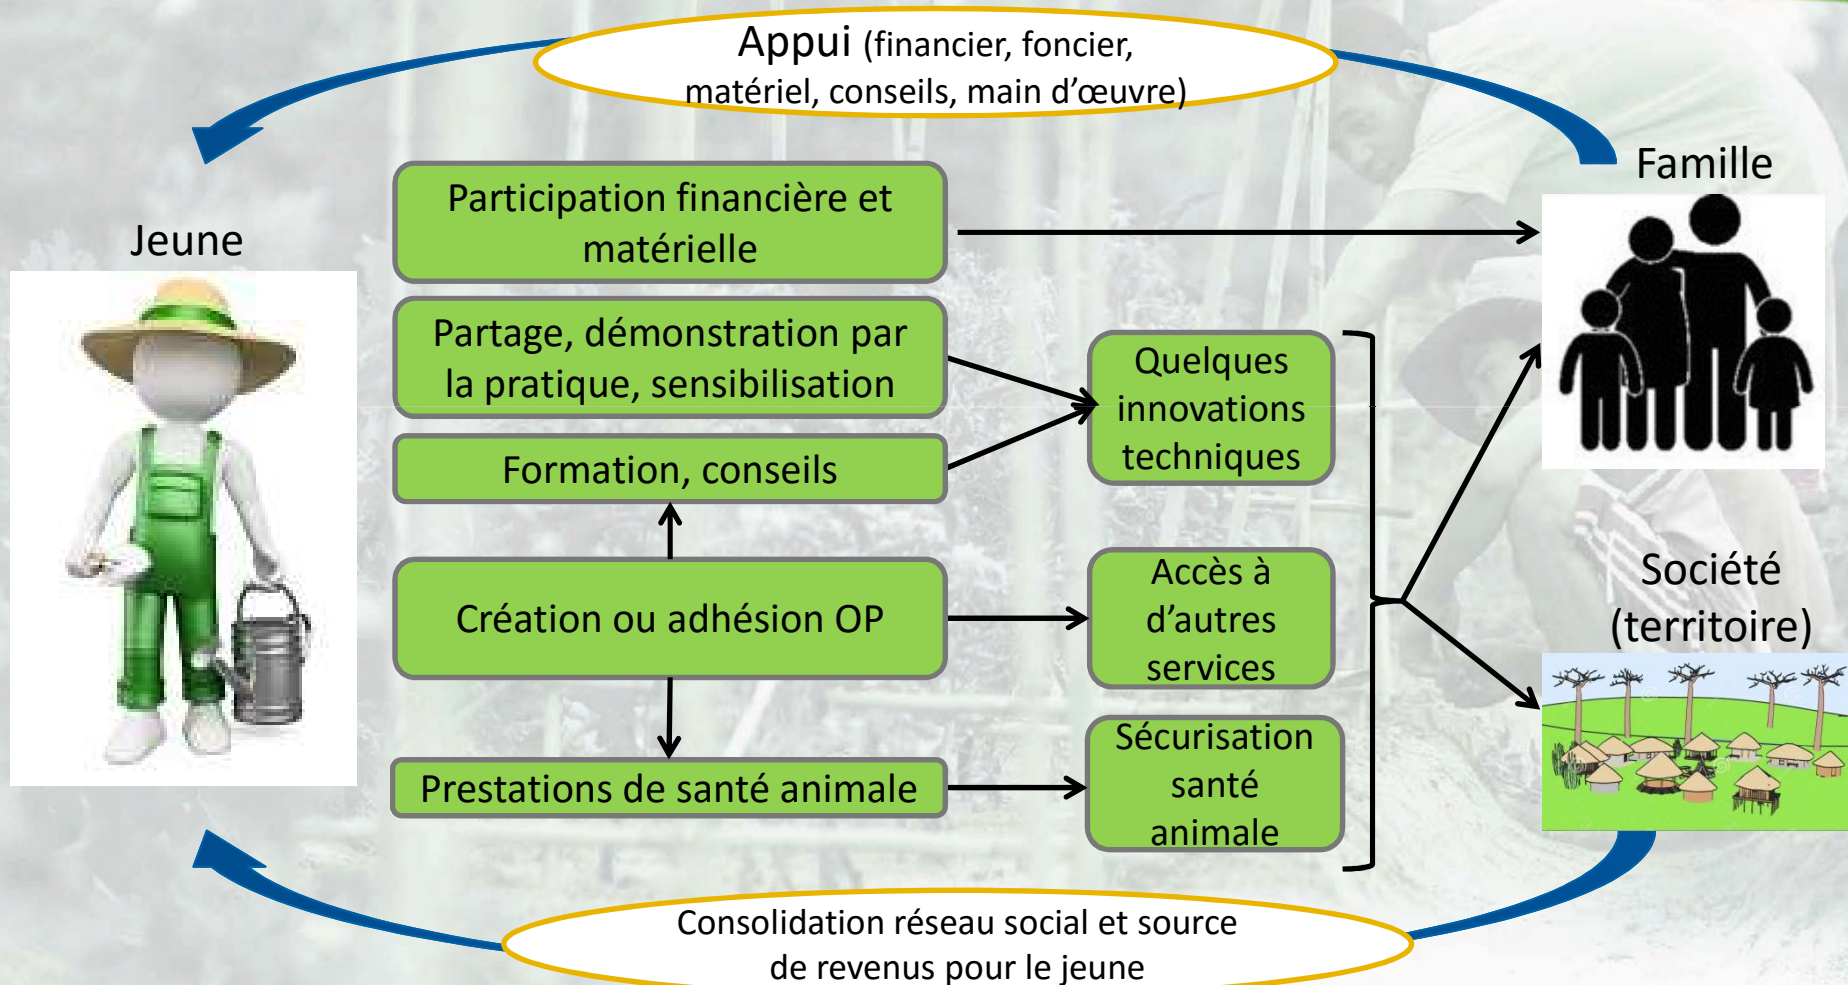 Appui (financier, foncier,
matériel, conseils, main d'œuvre)
Famille
Jeune
Participation financière et
matérielle
Partage, démonstration par
la pratique, sensibilisation
Formation, conseils
Création ou adhésion OP
Prestations de santé animale
Quelques
innovations
techniques
Accès à
d'autres
services
Sécurisation
santé
animale
Société
(territoire)
Consolidation réseau social et source
de revenus pour le jeune